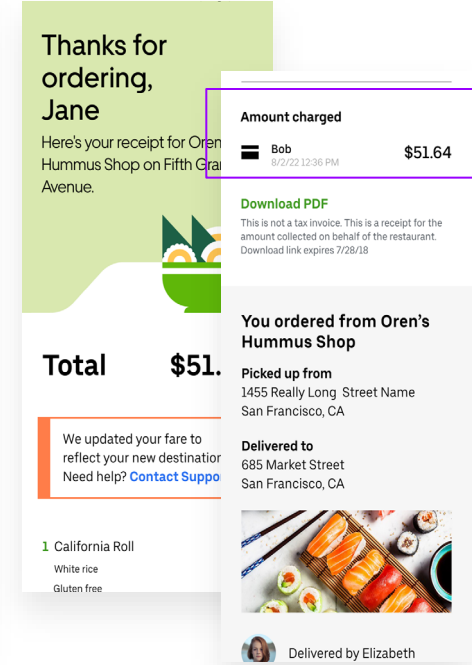 Thanks for
ordering,
Jane
Here's your receipt for Oren
Hummus Shop on Fifth Gra
Avenue.
Total $51.
We updated your fare to
reflect your new destination
Need help? Contact Suppo
1 California Roll
White rice
Gluten free
Amount charged
Bob $51.64
8/2/22 12:36 PM
Download PDF
This is not a tax invoice. This is a receipt for the
amount collected on behalf of the restaurant.
Download link expires 7/28/18
You ordered from Oren's
Hummus Shop
Picked up from
1455 Really Long Street Name
San Francisco, CA
Delivered to
685 Market Street
San Francisco, CA
Delivered by Elizabeth